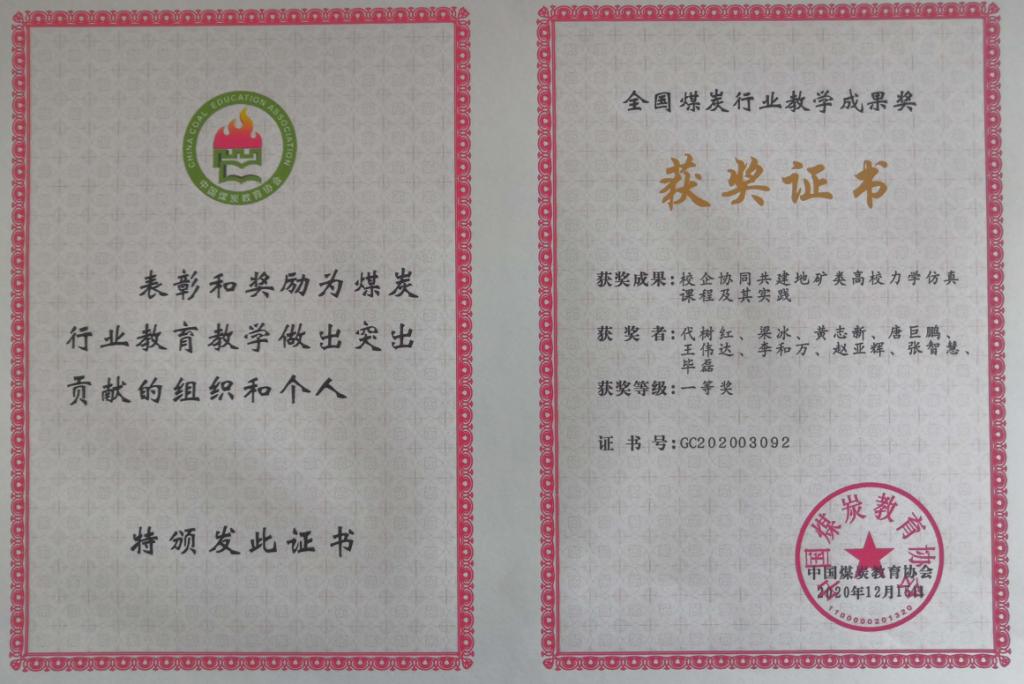 CHINA COAL EDUCATION ASSOCIATION
中国煤炭教育协会
表彰和奖励为煤炭
行业教育教学做出突出
贡献的组织和个人
特颁发此证书
全国煤炭行业教学成果奖
获奖证书
获奖成果：校企协同共建地矿类高校力学仿真
课程及其实践
获奖者：代树红、梁冰、黄志新、唐巨鹏、
王伟达、李和万、赵亚辉、张智慧、
毕磊
获奖等级：一等奖
证书号：GC202003092
中国煤炭教育协会
中国煤炭教育协会
2020年12月16日
1100000201320